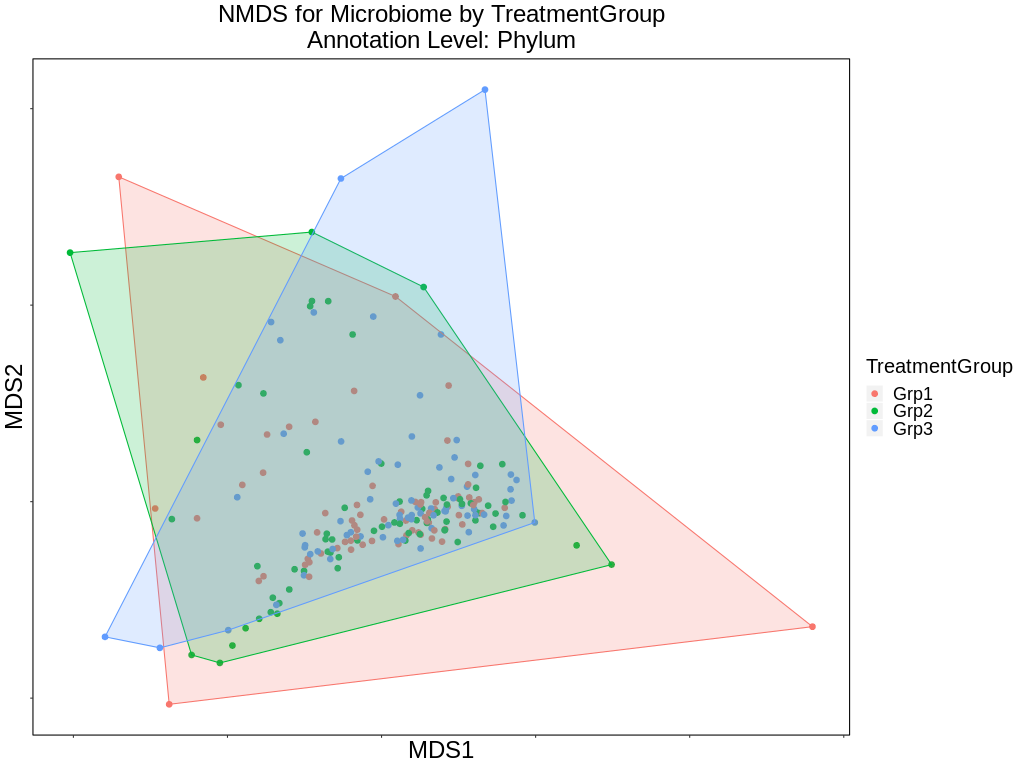 NMDS for Microbiome by TreatmentGroup
Annotation Level: Phylum
MDS2
MDS1
TreatmentGroup
Grp1
Grp2
Grp3